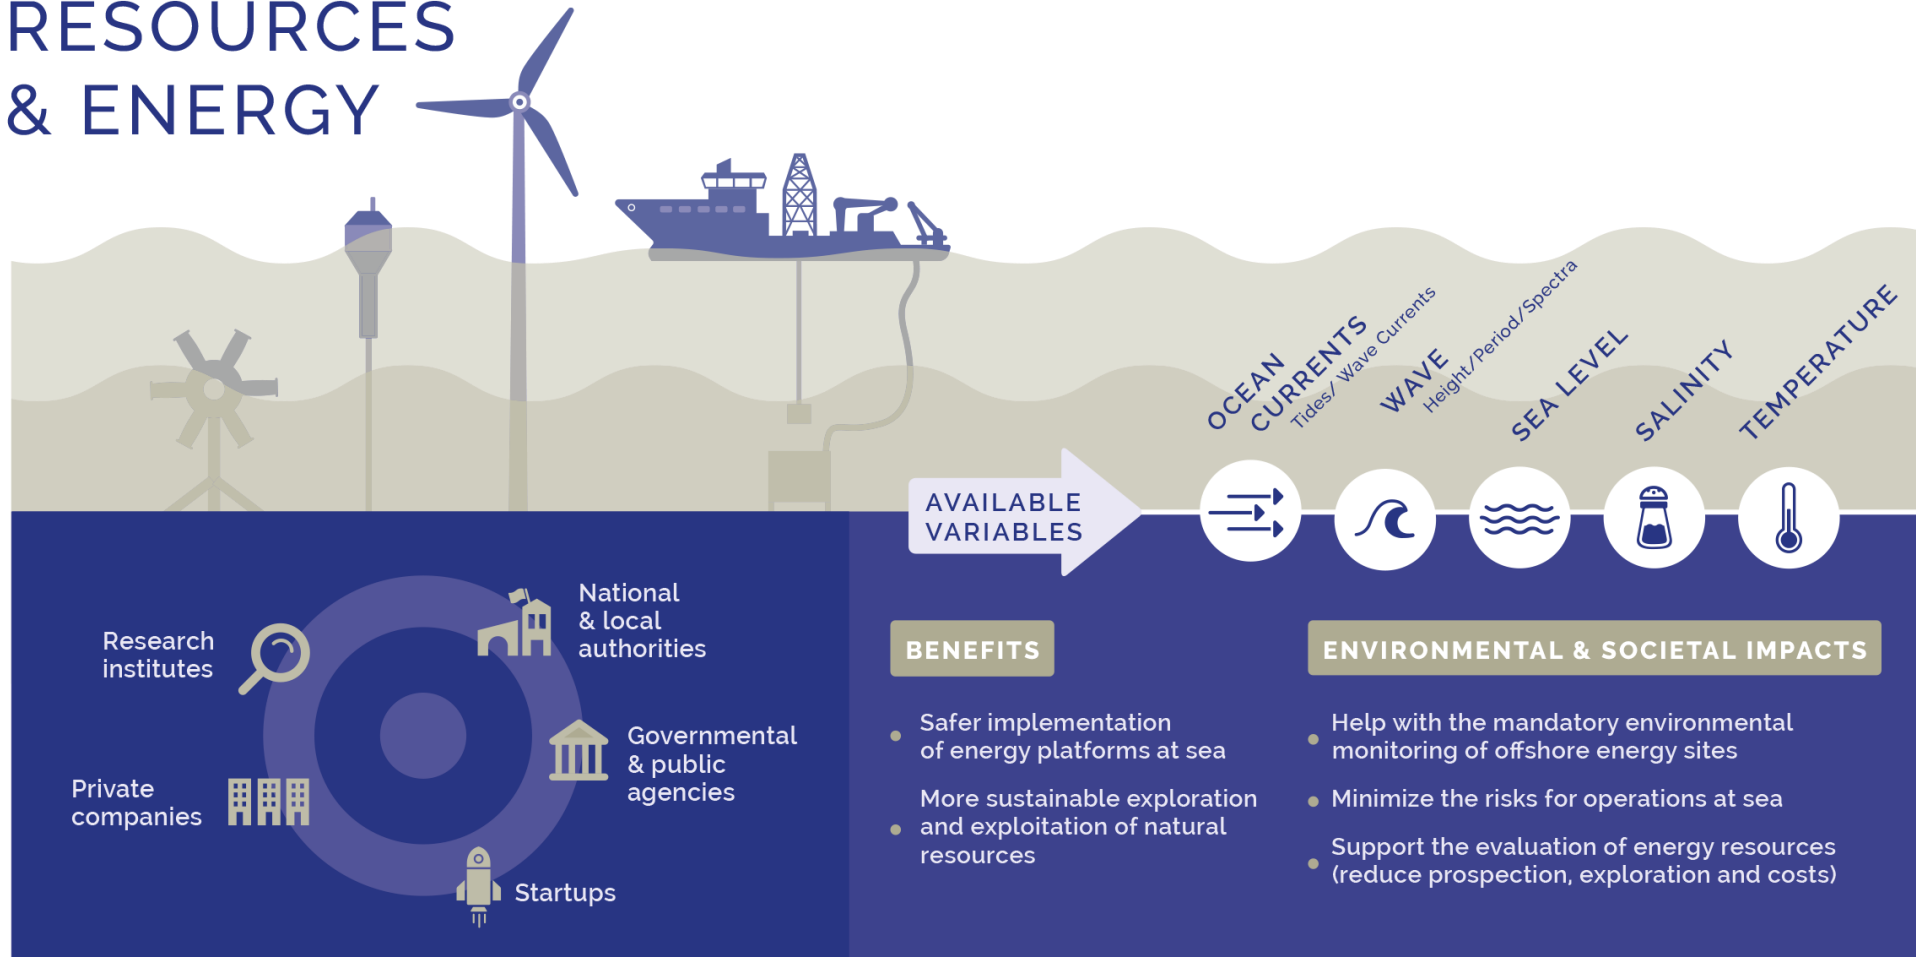 RESOURCES
& ENERGY
OCEAN
CURRENTS
Tides/ Wave Currents
WAVE
Height/Period/Spectra
SEA LEVEL
SALINITY
TEMPERATURE
AVAILABLE
VARIABLES
Research
institutes
National
& local
authorities
Governmental
& public
agencies
Private
companies
Startups
BENEFITS
Safer implementation
of energy platforms at sea
More sustainable exploration
and exploitation of natural
resources
ENVIRONMENTAL & SOCIETAL IMPACTS
Help with the mandatory environmental
monitoring of offshore energy sites
Minimize the risks for operations at sea
Support the evaluation of energy resources
(reduce prospection, exploration and costs)